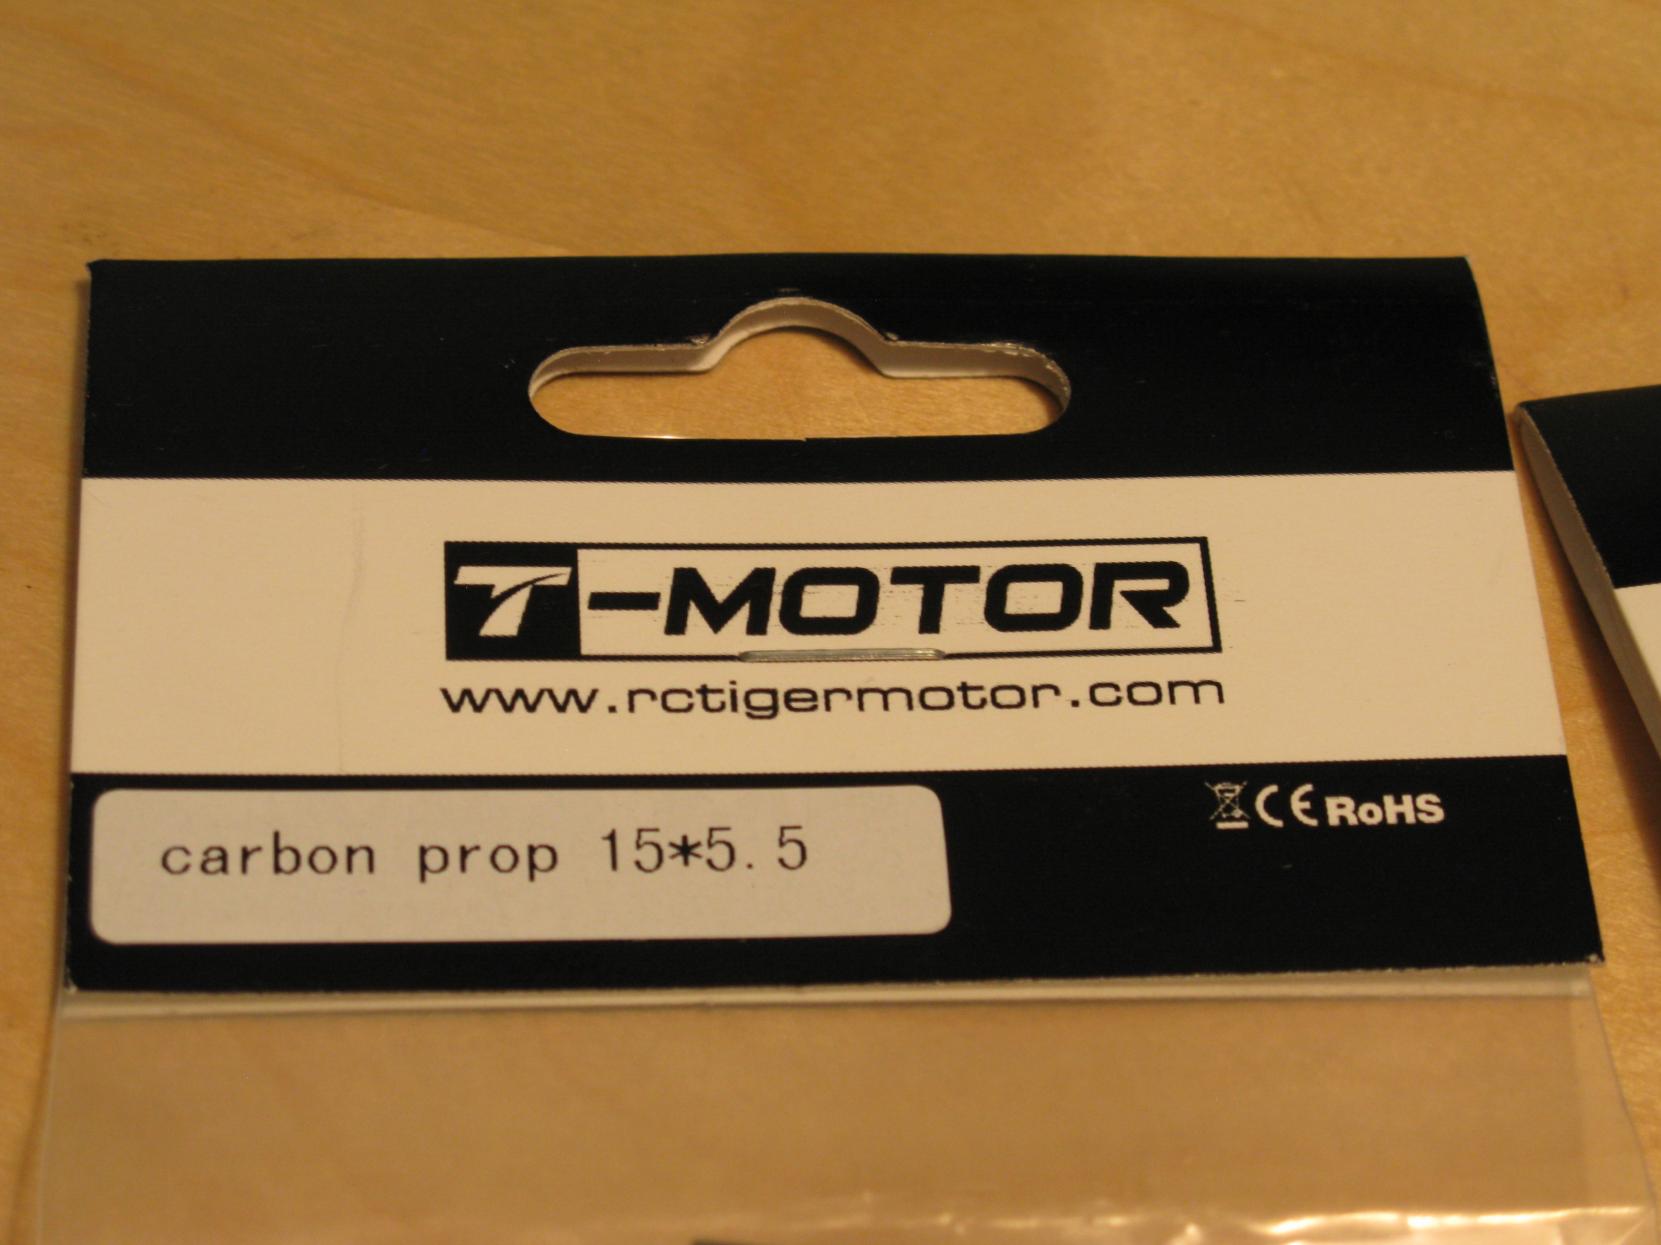 T-MOTOR
www.rctigermotor.com
carbon prop 15*5.5
CE RoHS